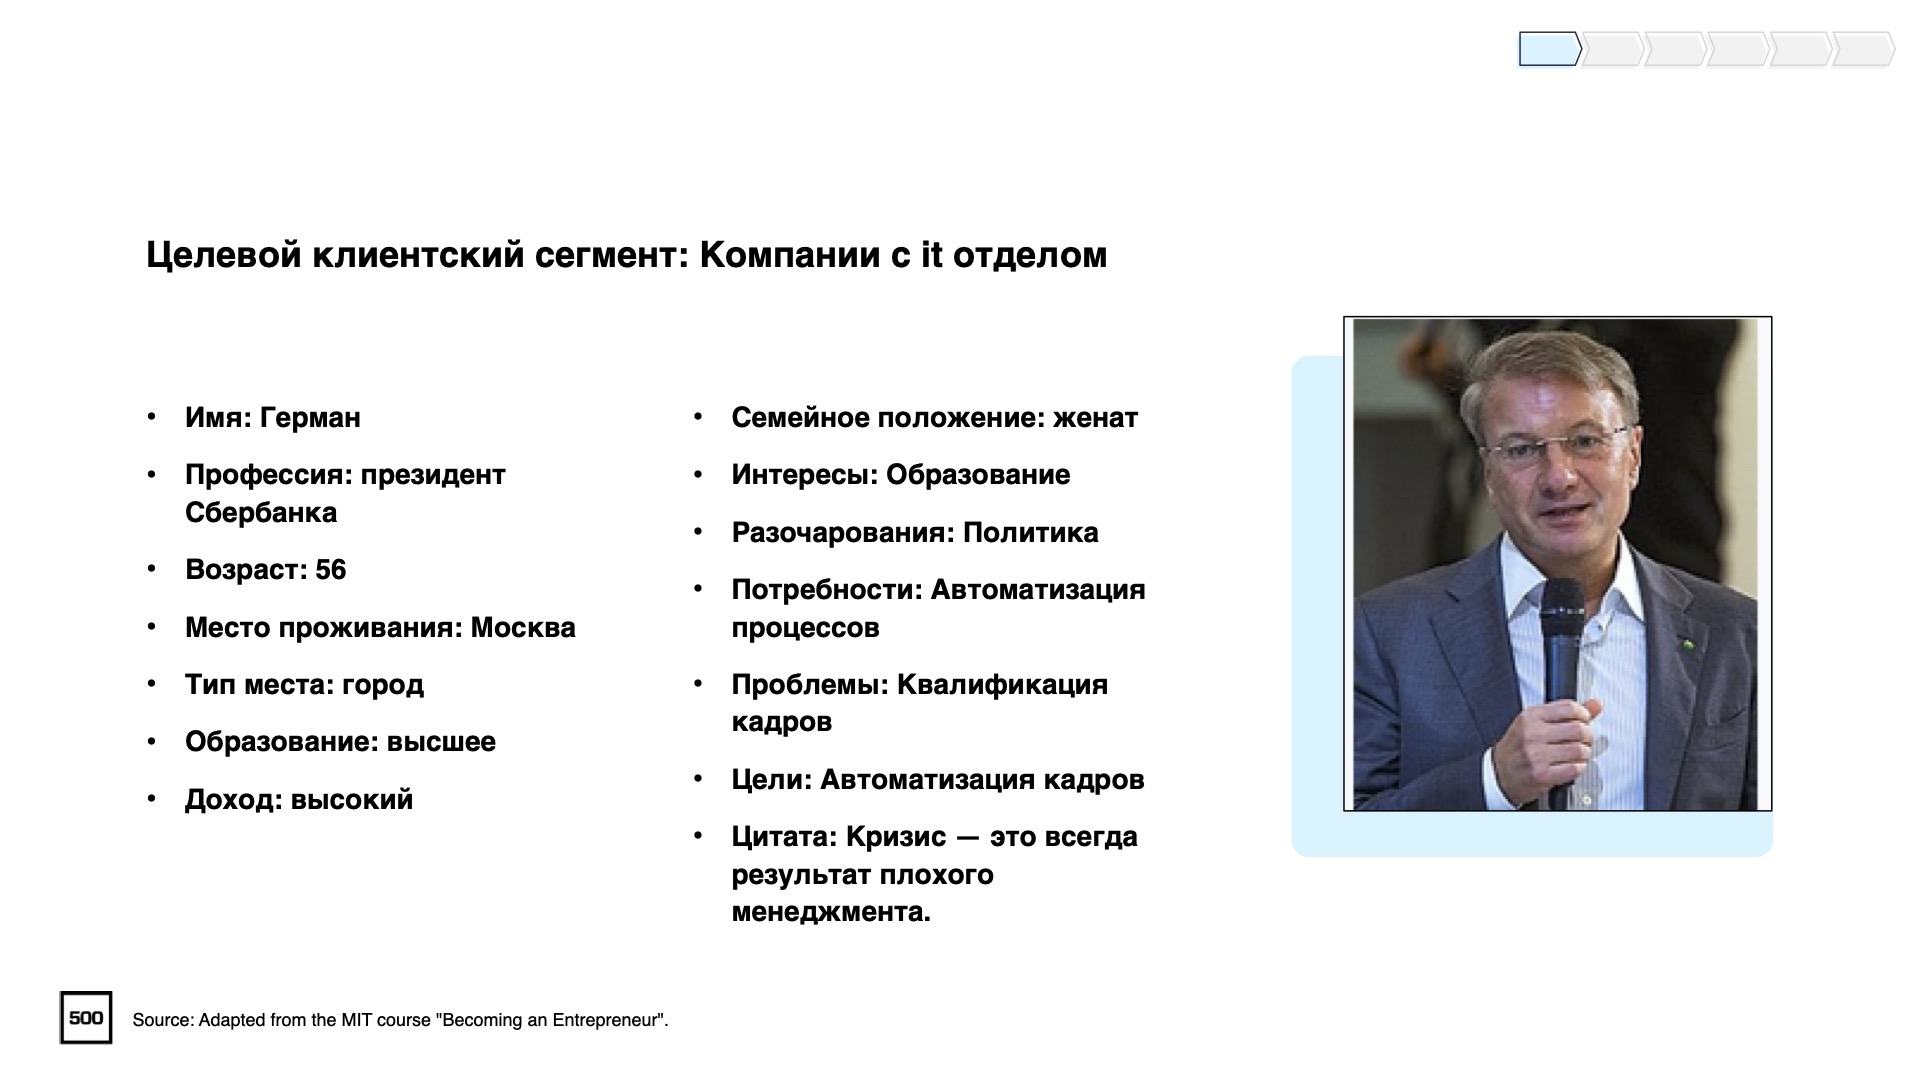 Целевой клиентский сегмент: Компании с it отделом
• Имя: Герман
• Профессия: президент
Сбербанка
• Возраст: 56
• Место проживания: Москва
• Тип места: город
• Образование: высшее
• Доход: высокий
• Семейное положение: женат
• Интересы: Образование
• Разочарования: Политика
• Потребности: Автоматизация
процессов
• Проблемы: Квалификация
кадров
• Цели: Автоматизация кадров
• Цитата: Кризис — это всегда
результат плохого
менеджмента.
500
Source: Adapted from the MIT course "Becoming an Entrepreneur".